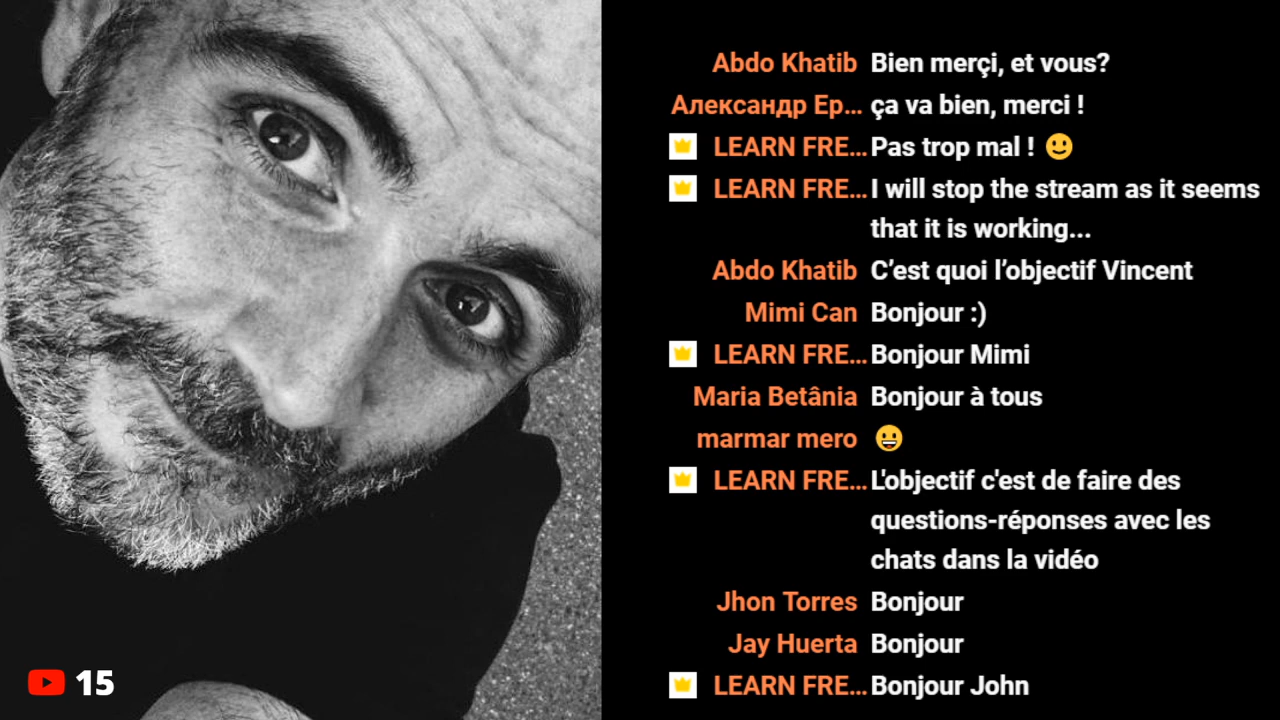 Abdo Khatib Bien merçi, et vous?
Александр Ер... ça va bien, merci !
LEARN FRE... Pas trop mal ! 🙂
LEARN FRE... I will stop the stream as it seems
that it is working...
Abdo Khatib C’est quoi l’objectif Vincent
Mimi Can Bonjour :)
LEARN FRE... Bonjour Mimi
Maria Betânia Bonjour à tous
marmar mero 😀
LEARN FRE... L'objectif c'est de faire des
questions-réponses avec les
chats dans la vidéo
Jhon Torres Bonjour
Jay Huerta Bonjour
LEARN FRE... Bonjour John
15